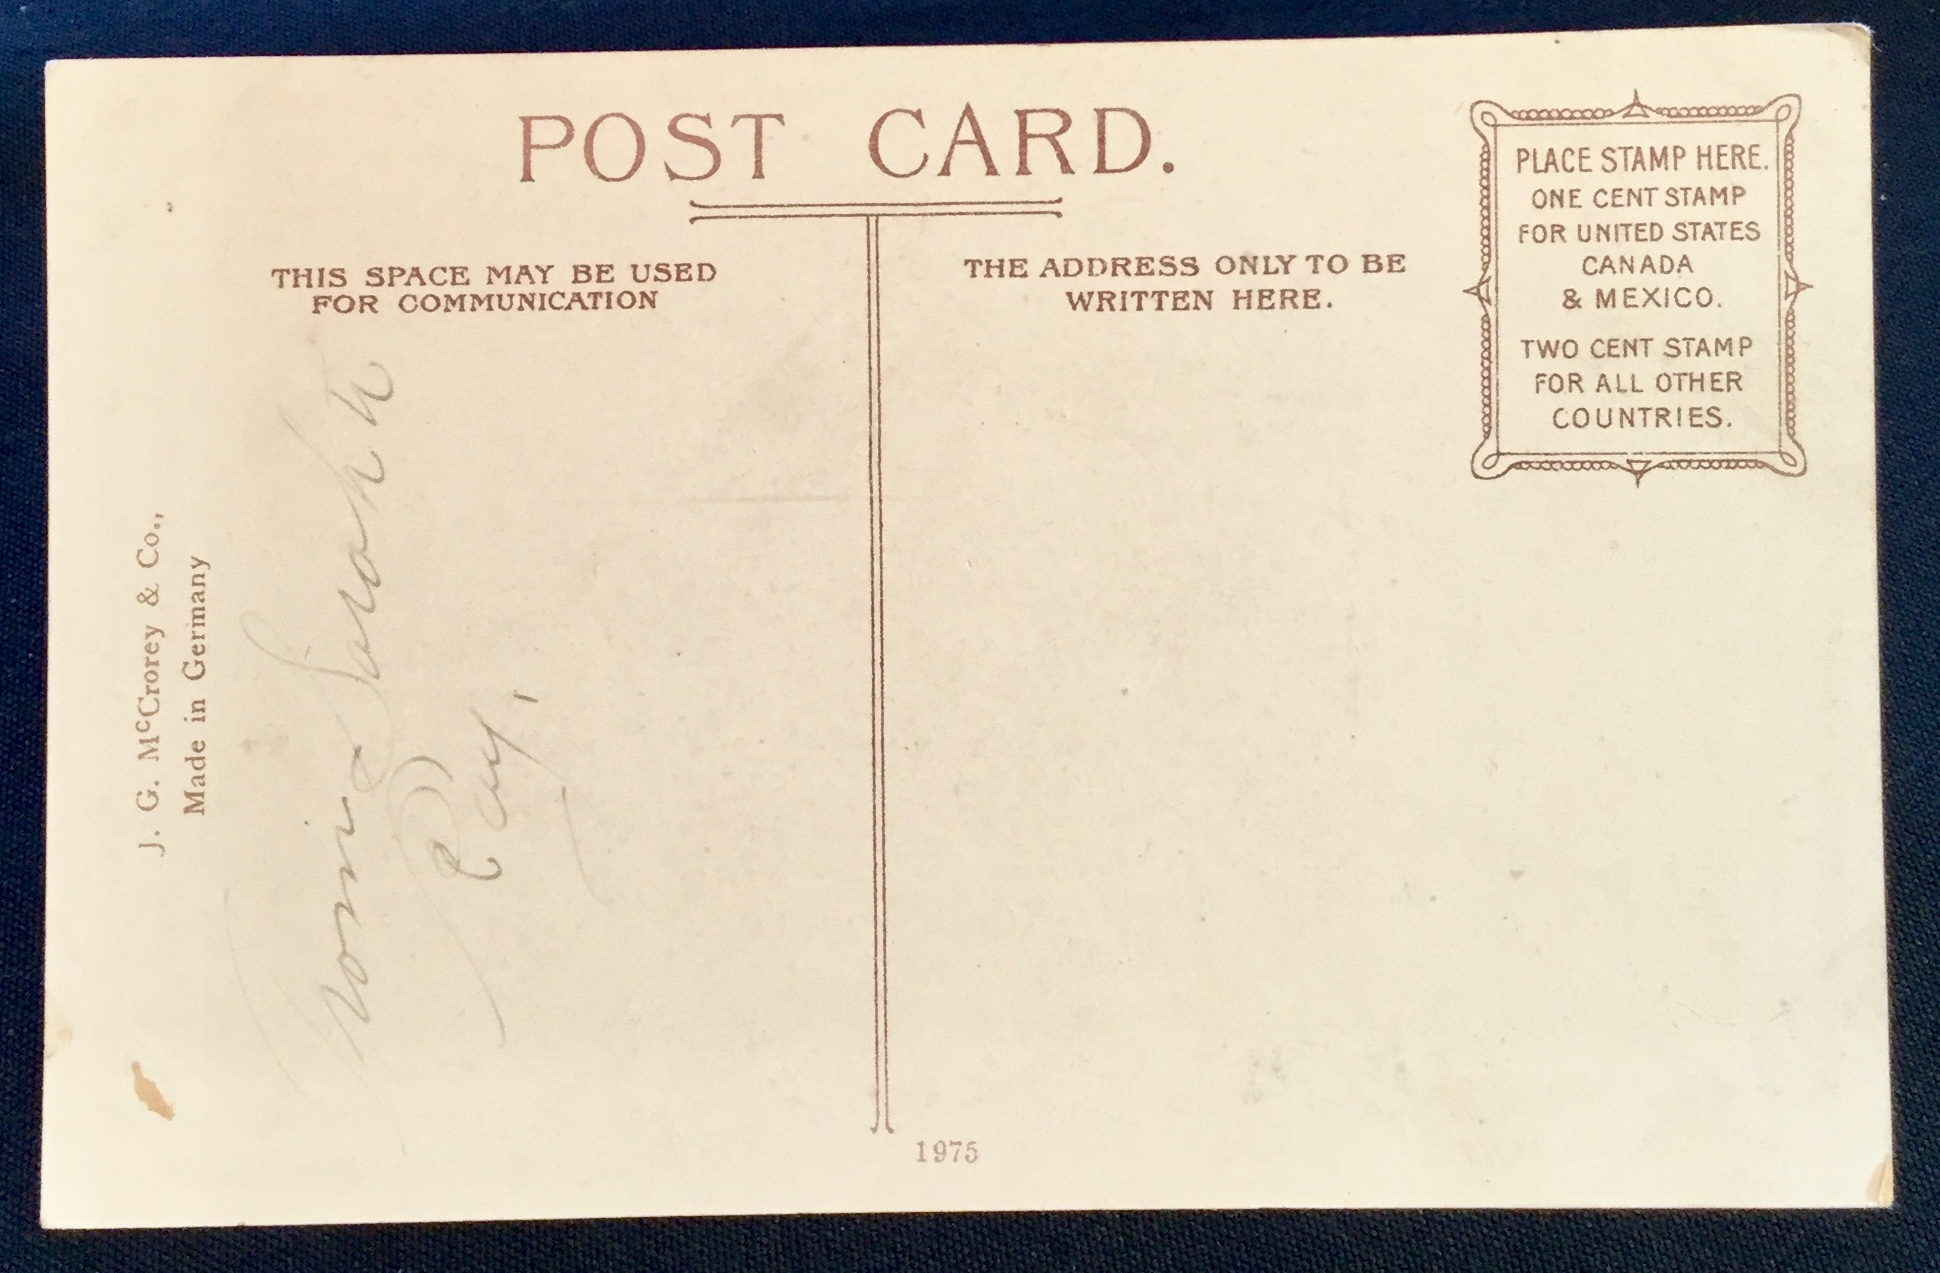 POST CARD.
THIS SPACE MAY BE USED
FOR COMMUNICATION
THE ADDRESS ONLY TO BE
WRITTEN HERE.
PLACE STAMP HERE.
ONE CENT STAMP
FOR UNITED STATES
CANADA
& MEXICO.
TWO CENT STAMP
FOR ALL OTHER
COUNTRIES.
J. G. McCrorey & Co.,
Made in Germany
Sarah
Ray,
1975